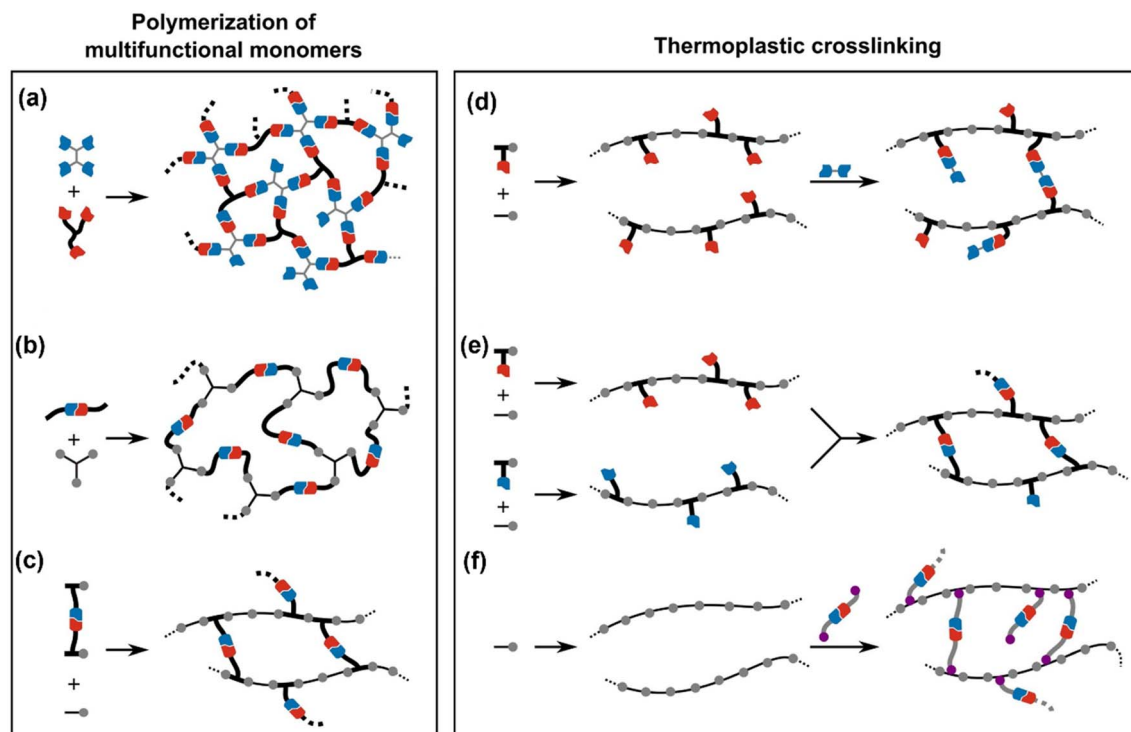 Polymerization of
multifunctional monomers
Thermoplastic crosslinking
(a)
+
(b)
+
(c)
+
(d)
+
(e)
+
+
(f)